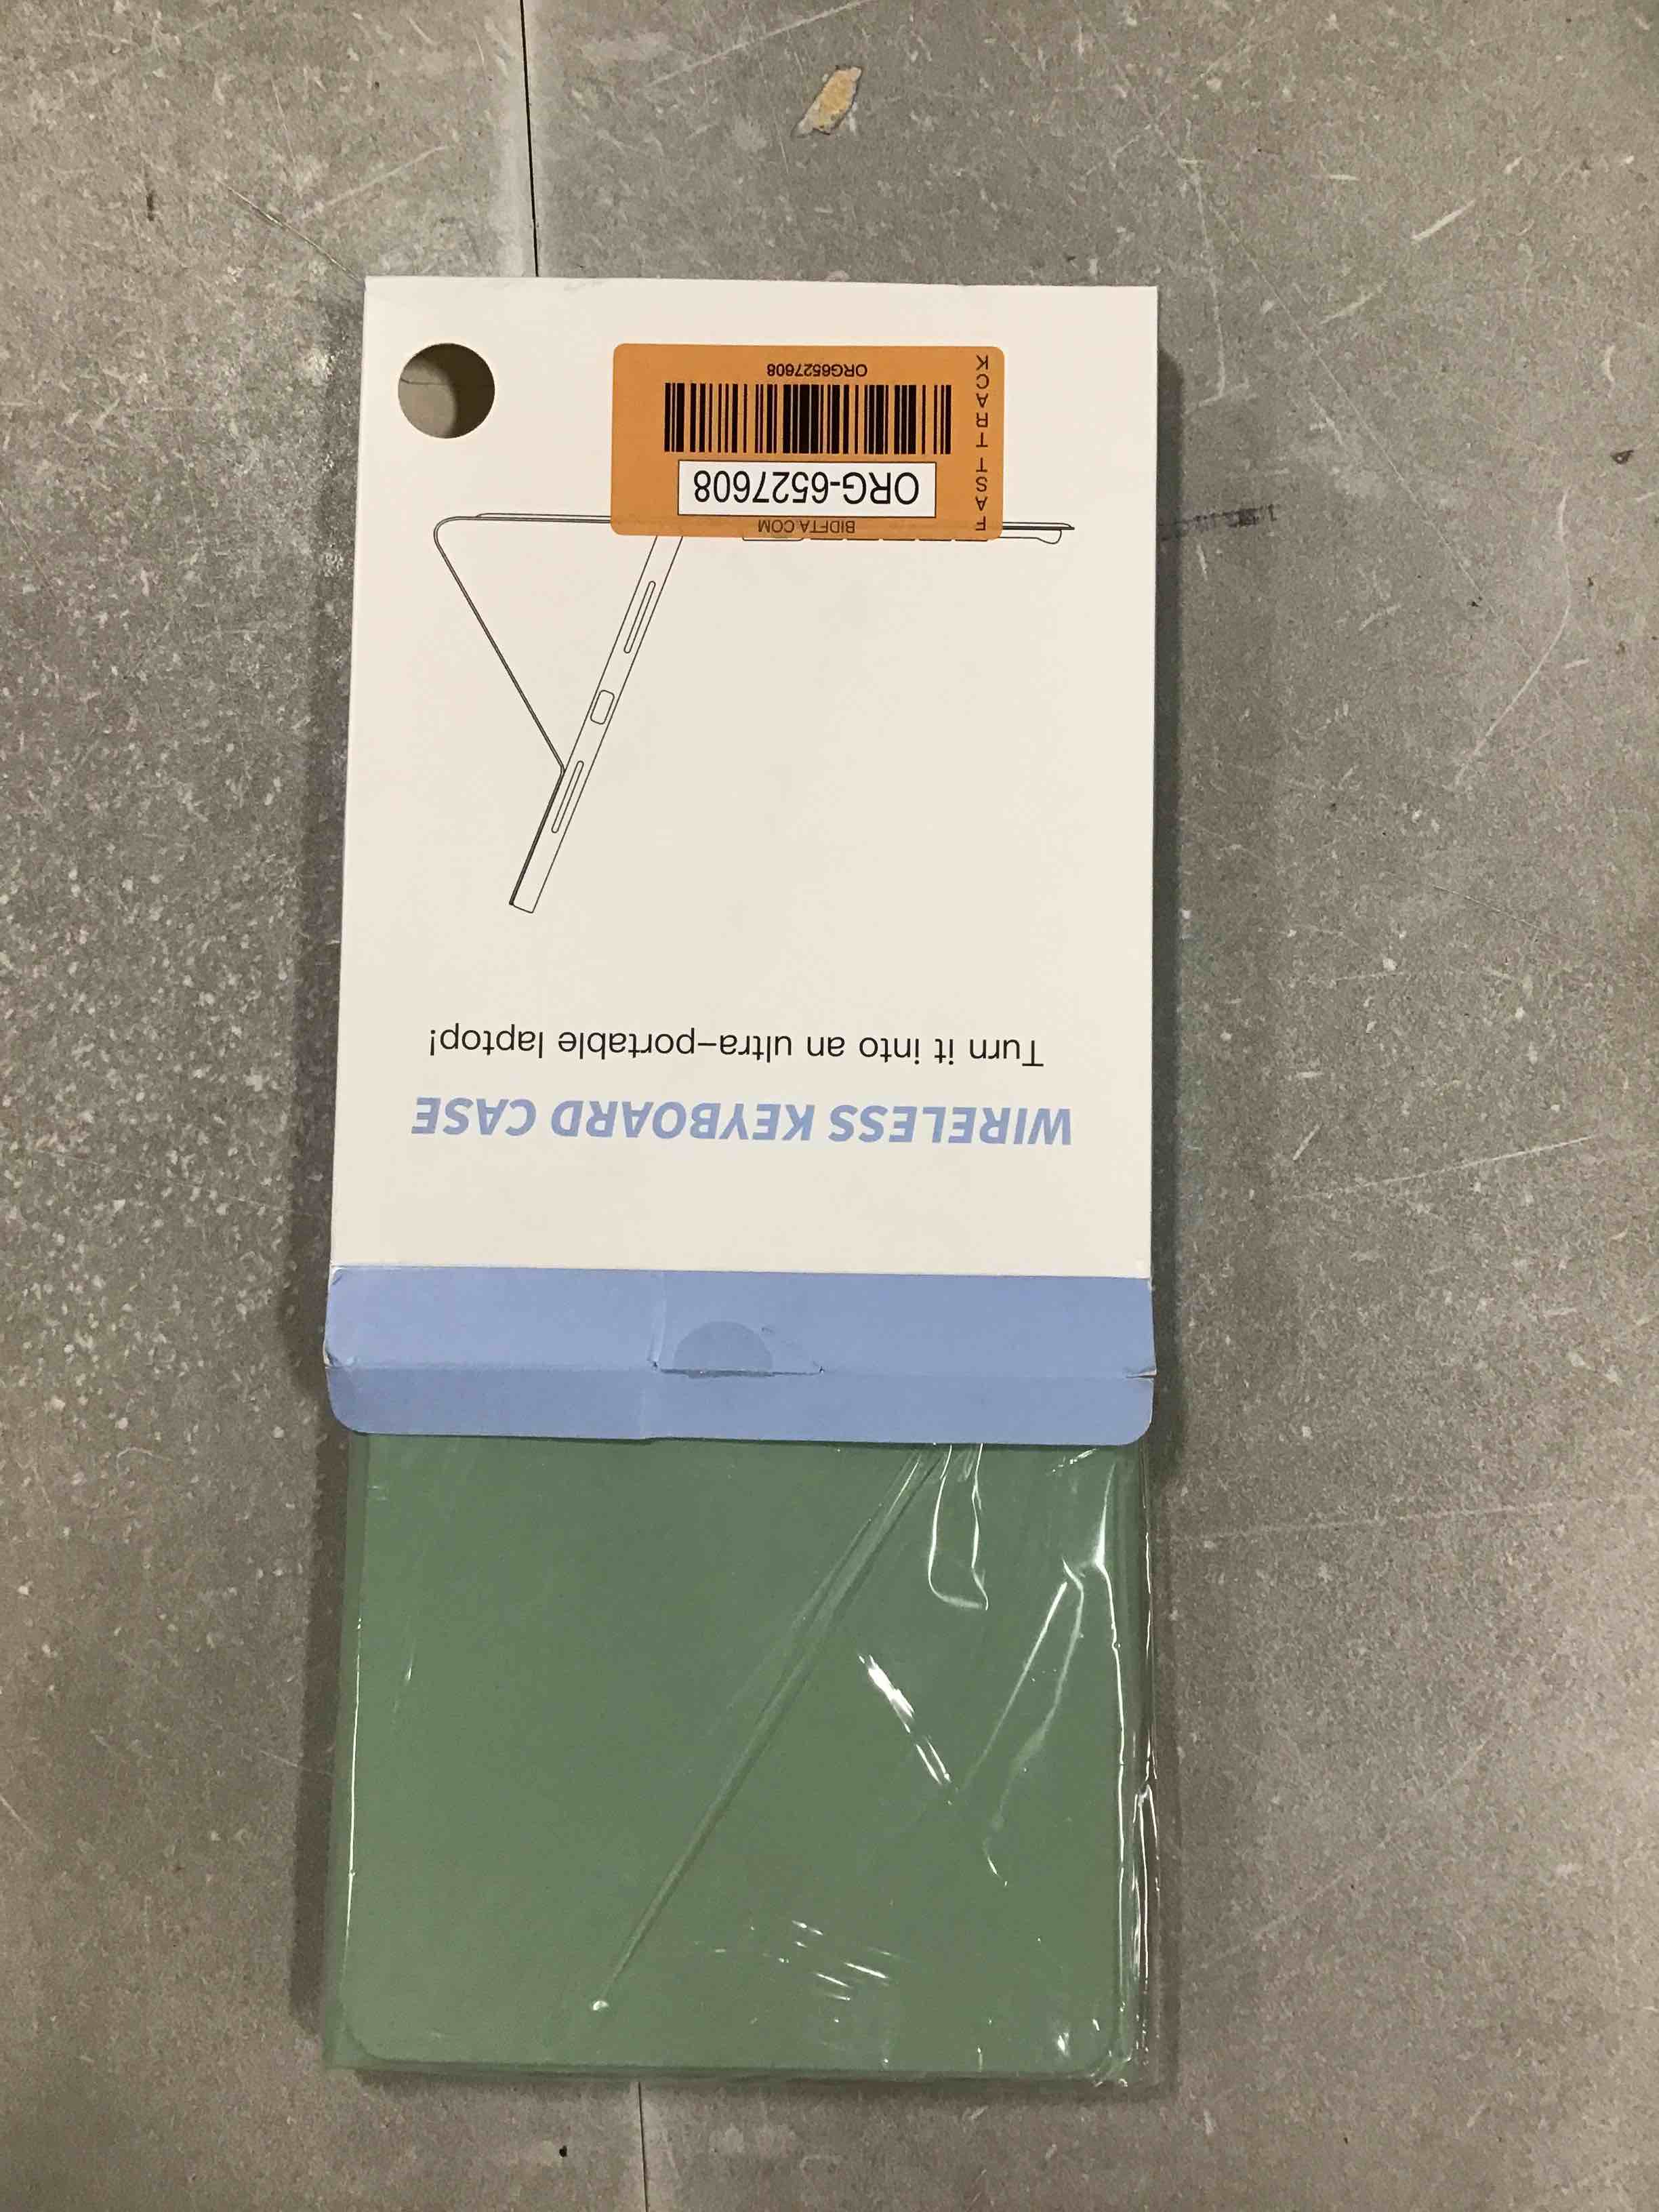 WIRELESS KEYBOARD CASE
Turn it into an ultra-portable laptop!
FAST TRACK
BIDFTA.COM
ORG-6527608
ORG6527608